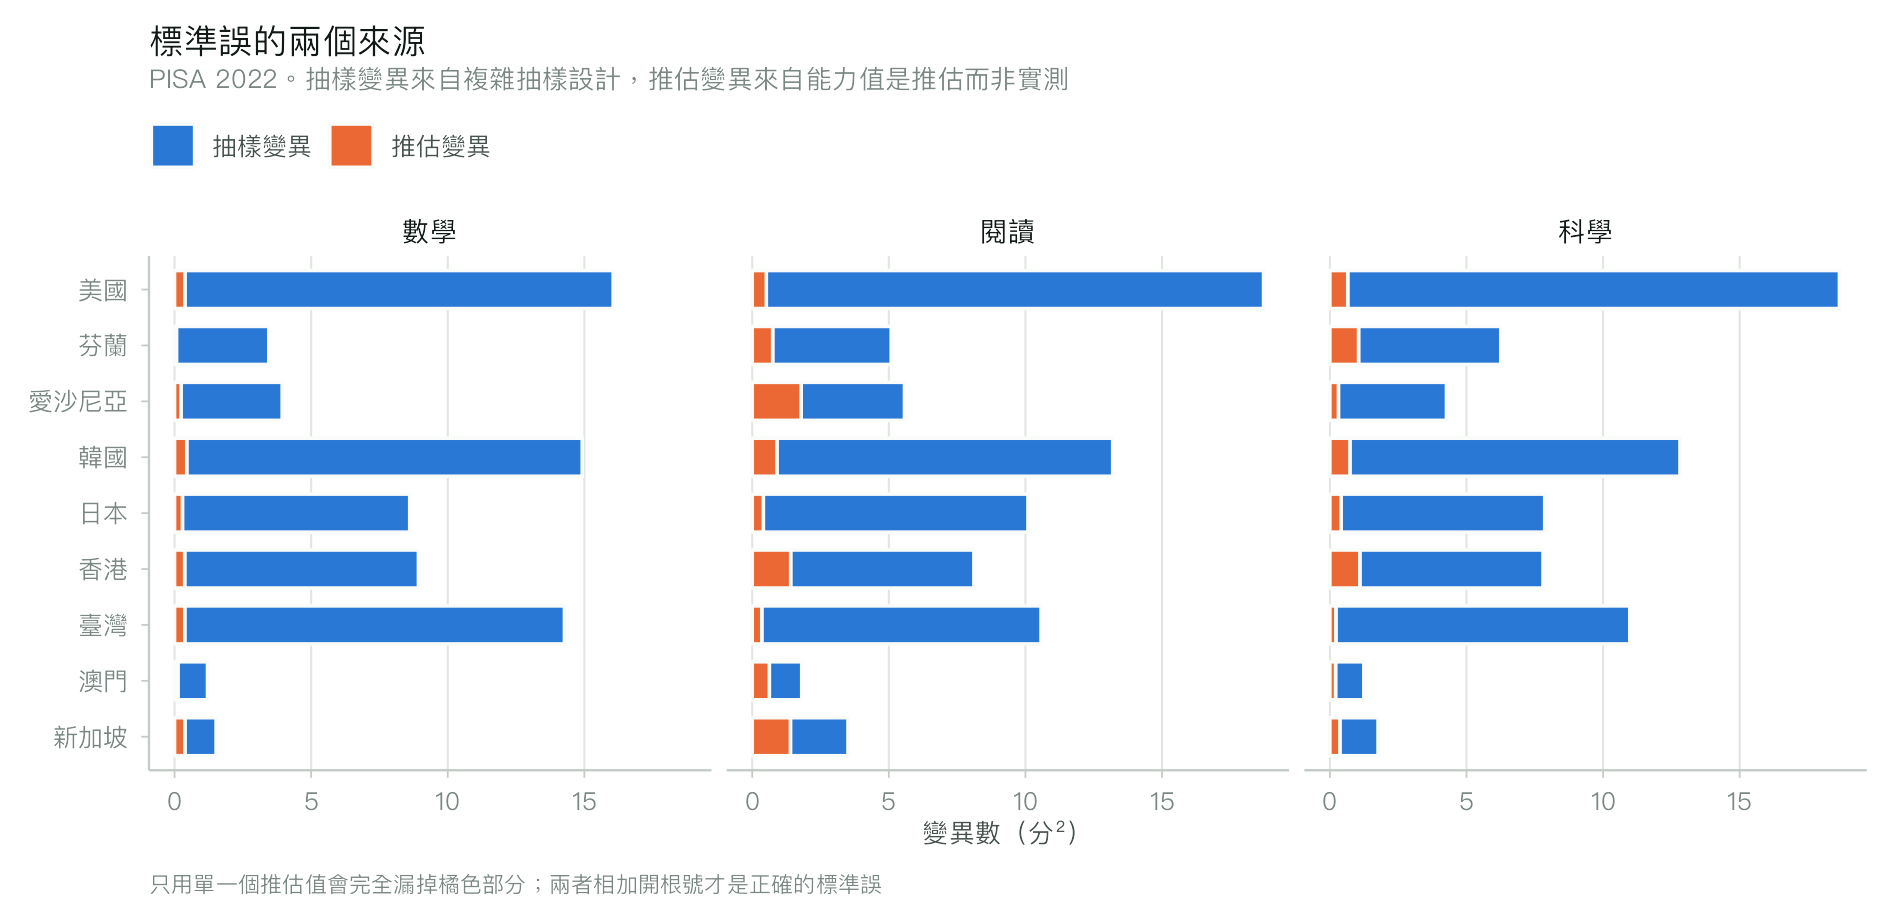 標準誤的兩個來源
PISA 2022。抽樣變異來自複雜抽樣設計，推估變異來自能力值是推估而非實測
抽樣變異 推估變異
數學 閱讀 科學
美國
芬蘭
愛沙尼亞
韓國
日本
香港
臺灣
澳門
新加坡
0 5 10 15 0 5 10 15 0 5 10 15
變異數（分²）
只用單一個推估值會完全漏掉橘色部分；兩者相加開根號才是正確的標準誤